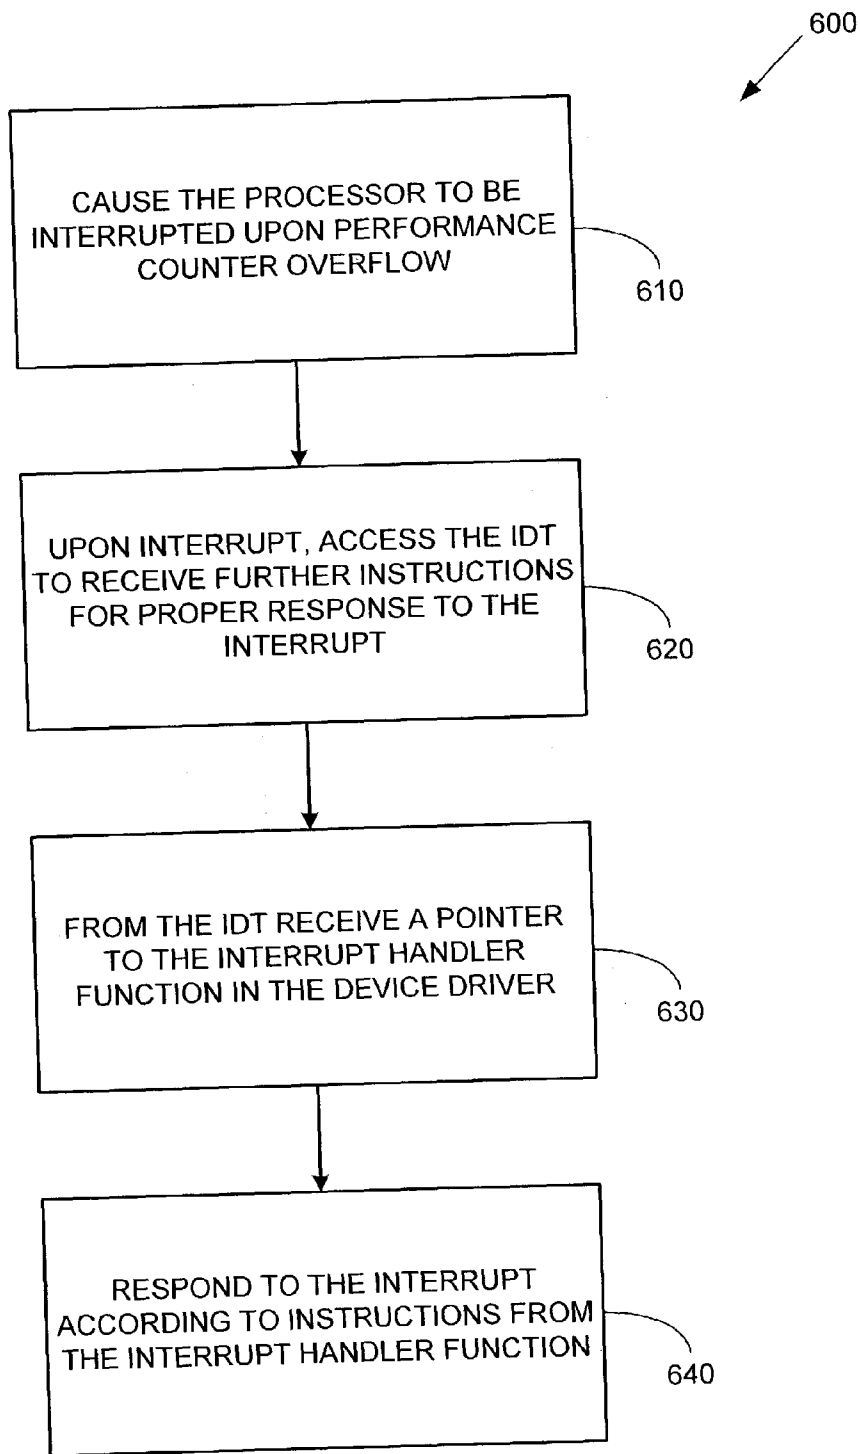 600
CAUSE THE PROCESSOR TO BE
INTERRUPTED UPON PERFORMANCE
COUNTER OVERFLOW
610
UPON INTERRUPT, ACCESS THE IDT
TO RECEIVE FURTHER INSTRUCTIONS
FOR PROPER RESPONSE TO THE
INTERRUPT
620
FROM THE IDT RECEIVE A POINTER
TO THE INTERRUPT HANDLER
FUNCTION IN THE DEVICE DRIVER
630
RESPOND TO THE INTERRUPT
ACCORDING TO INSTRUCTIONS FROM
THE INTERRUPT HANDLER FUNCTION
640